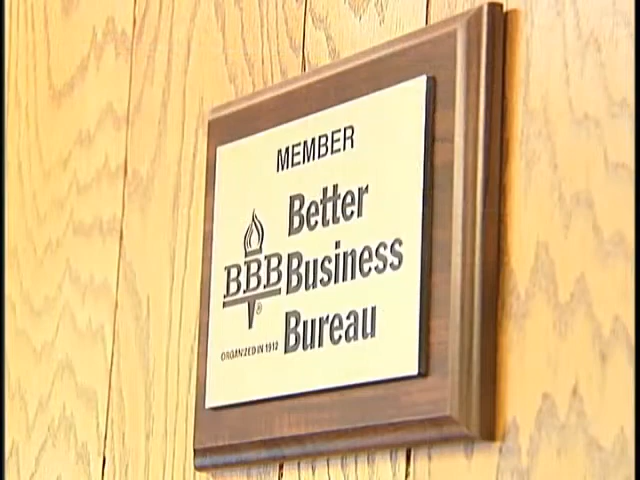 MEMBER
Better
BBB Business
® Bureau
ORGANIZED IN 1912